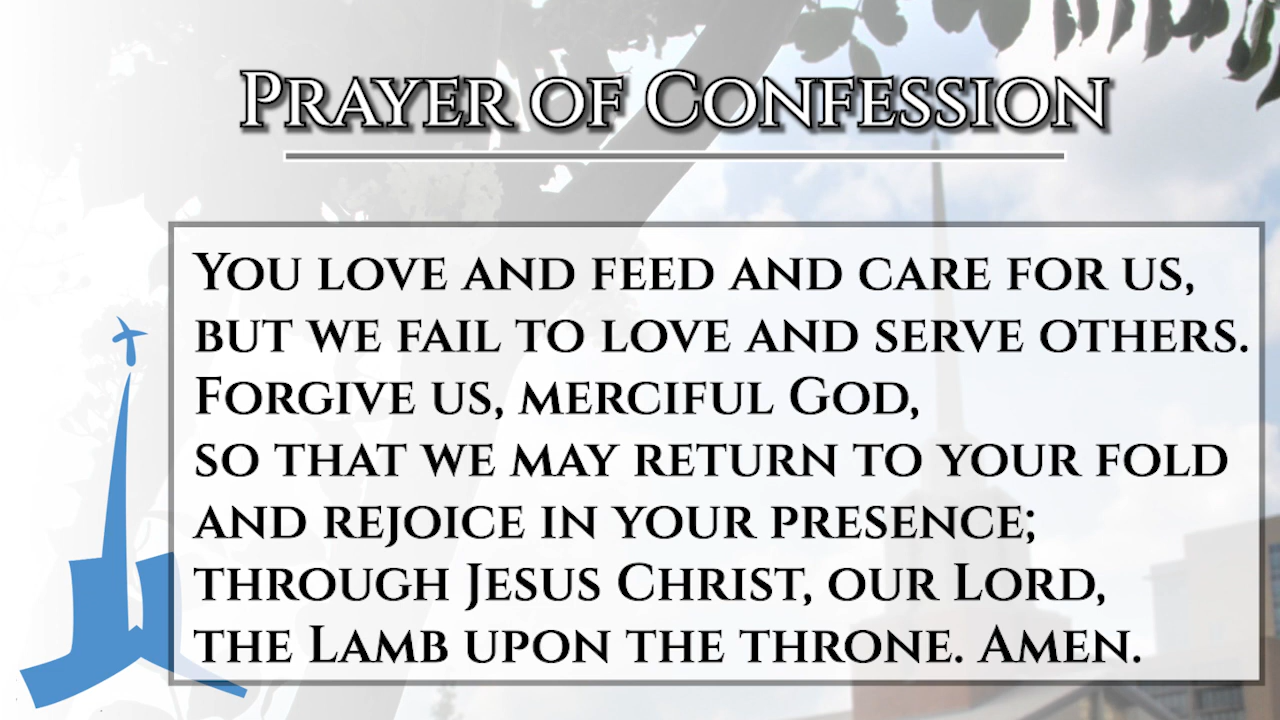 Prayer of Confession
You love and feed and care for us,
but we fail to love and serve others.
Forgive us, merciful God,
so that we may return to your fold
and rejoice in your presence;
through Jesus Christ, our Lord,
the Lamb upon the throne. Amen.